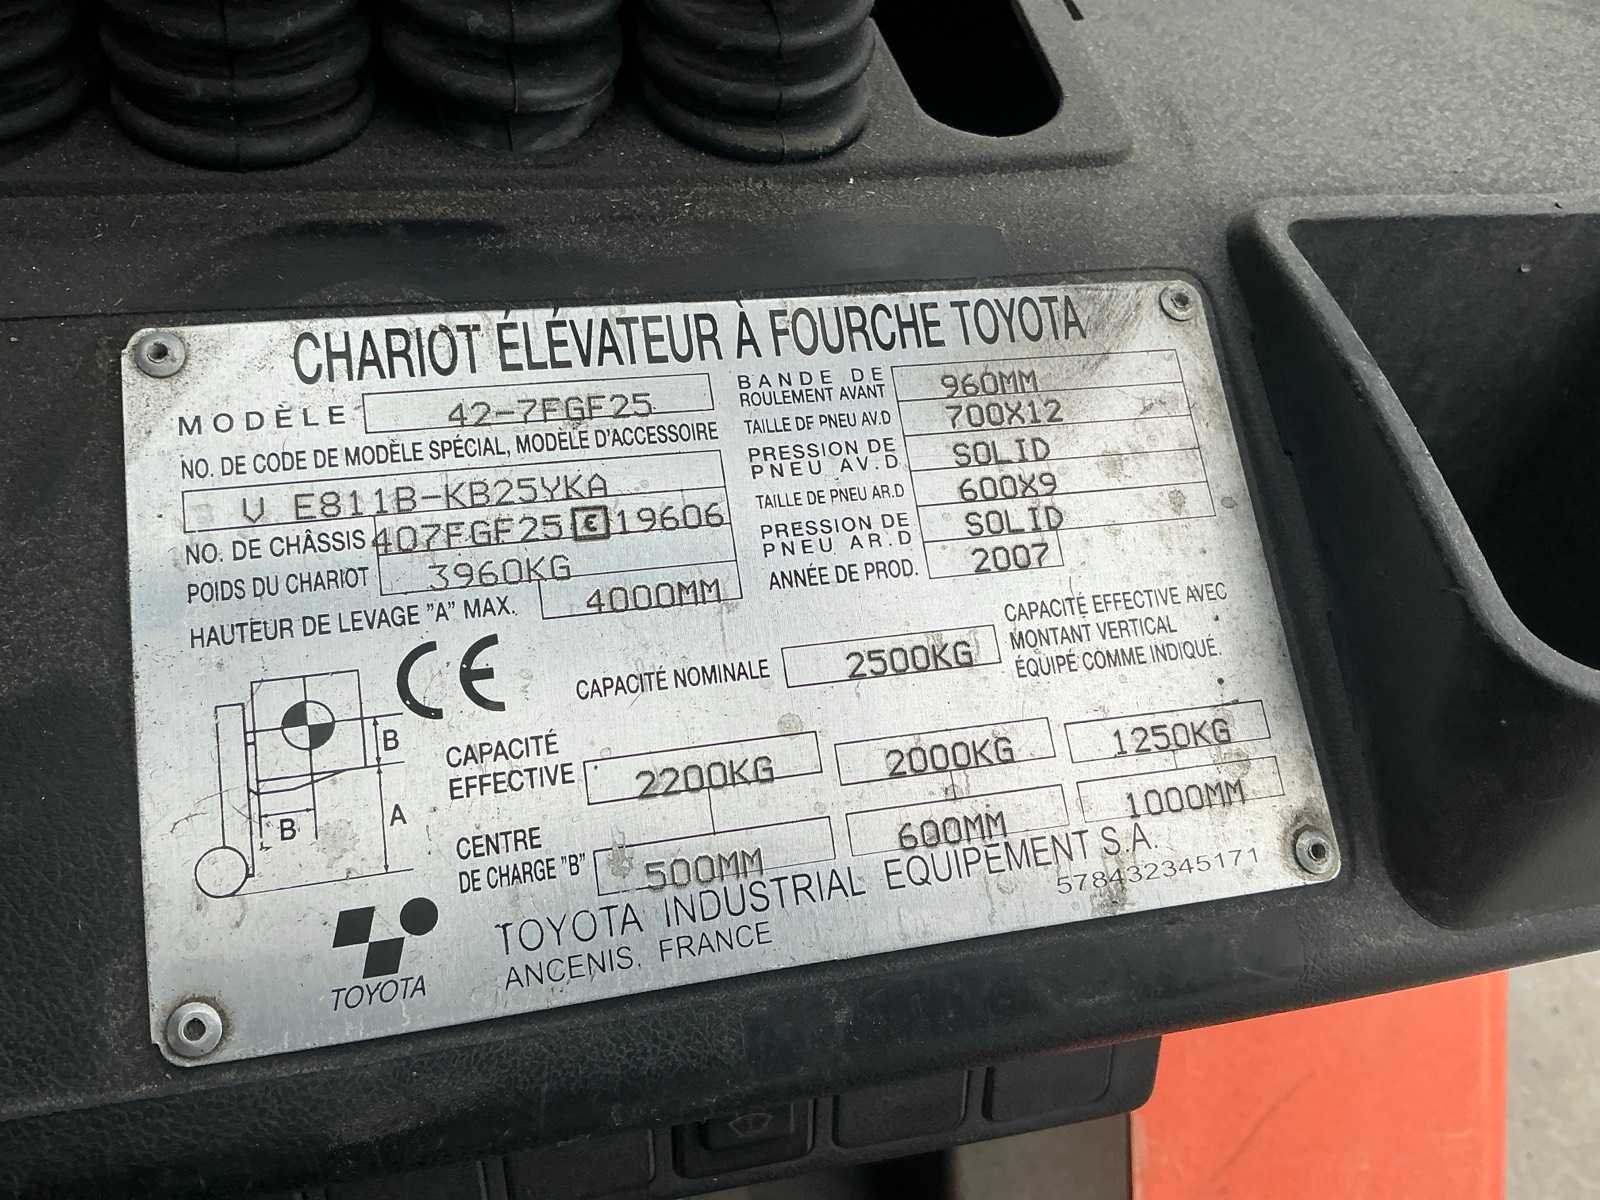 CHARIOT ÉLÉVATEUR À FOURCHE TOYOTA
MODÈLE 42-7FGF25
NO. DE CODE DE MODÈLE SPÉCIAL, MODÈLE D'ACCESSOIRE
V E811B-KB25YKA
NO. DE CHÂSSIS 407FGF25 C 19606
POIDS DU CHARIOT 3960KG
HAUTEUR DE LEVAGE "A" MAX. 4000MM
BANDE DE
ROULEMENT AVANT 960MM
TAILLE DE PNEU AV.D 700X12
PRESSION DE
PNEU AV.D SOLID
TAILLE DE PNEU AR.D 600X9
PRESSION DE
PNEU AR.D SOLID
ANNÉE DE PROD. 2007
CE
CAPACITÉ NOMINALE 2500KG
CAPACITÉ EFFECTIVE AVEC
MONTANT VERTICAL
ÉQUIPÉ COMME INDIQUÉ.
B
A
B
CAPACITÉ
EFFECTIVE 2200KG 2000KG 1250KG
CENTRE
DE CHARGE "B" 500MM 600MM 1000MM
TOYOTA
TOYOTA INDUSTRIAL EQUIPEMENT S.A.
ANCENIS, FRANCE
578432345171